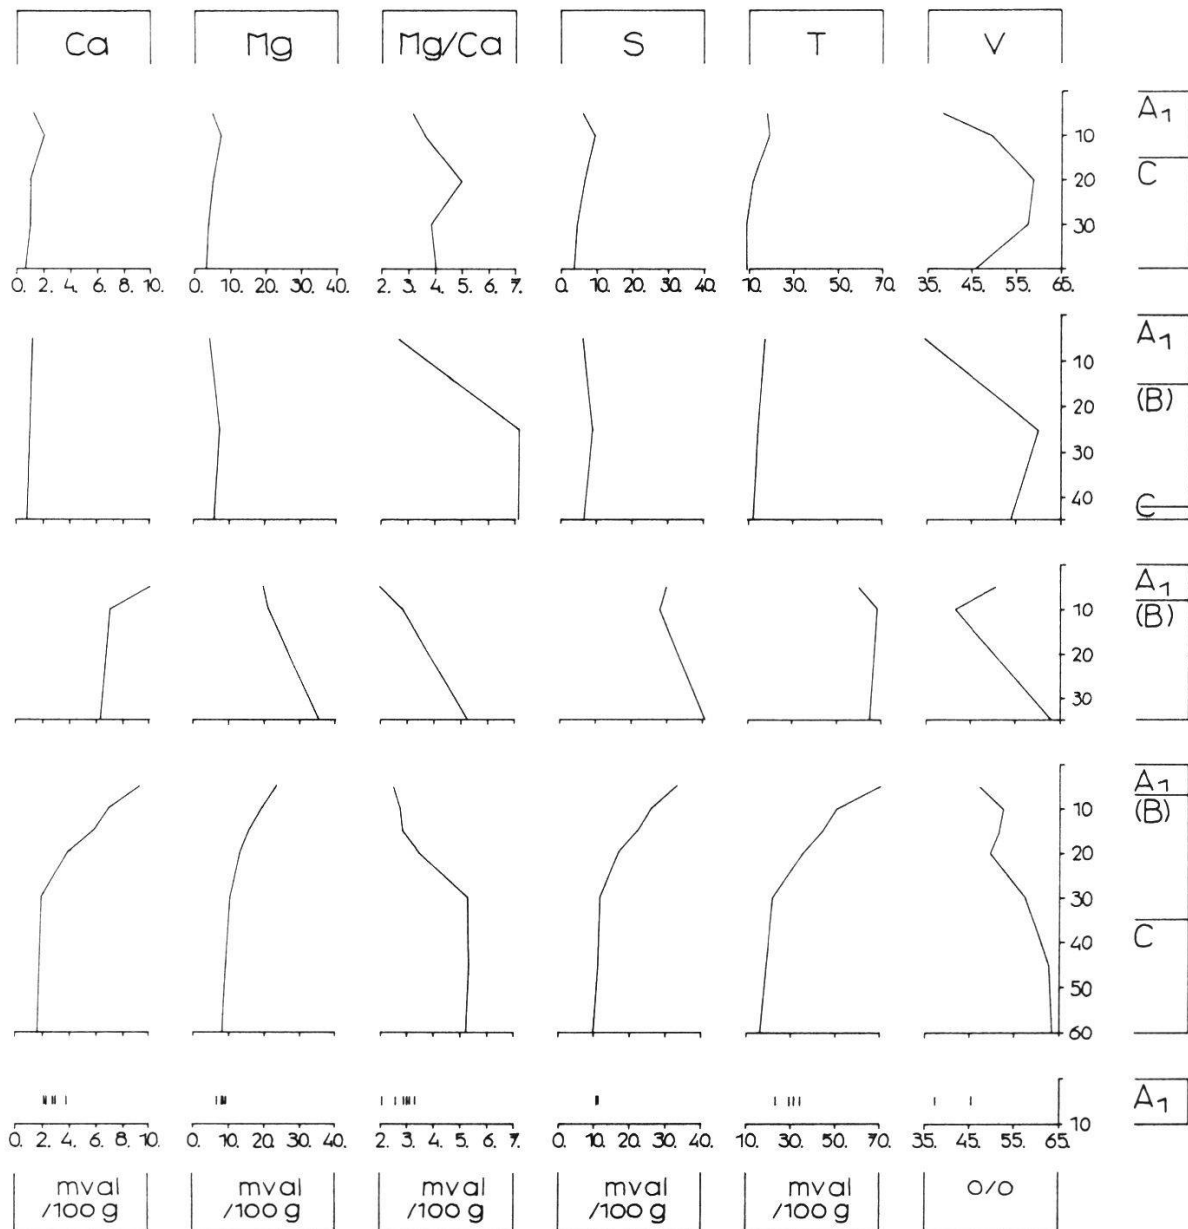 Ca Mg Mg/Ca S T V
A1
10
C
20
30
0. 2. 4. 6. 8. 10. 0. 10. 20. 30. 40. 2. 3. 4. 5. 6. 7. 0. 10. 20. 30. 40. 10. 30. 50. 70. 35. 45. 55. 65.
A1
10
20 (B)
30
40 C
A1
10 (B)
20
30
A1
10 (B)
20
30
40 C
50
60
A1
10
0. 2. 4. 6. 8. 10. 0. 10. 20. 30. 40. 2. 3. 4. 5. 6. 7. 0. 10. 20. 30. 40. 10 30. 50. 70. 35. 45. 55. 65.
mval mval mval mval mval o/o
/100 g /100 g /100 g /100 g /100 g